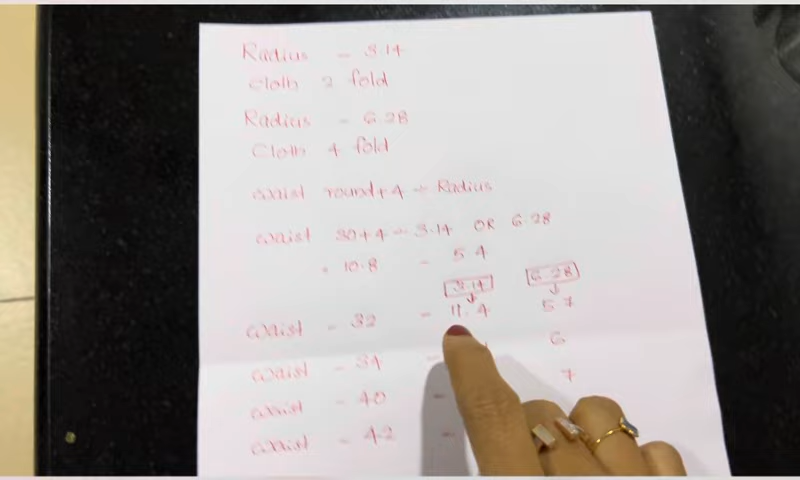 Radius - 3.14
Cloth 2 fold
Radius - 6.28
Cloth 4 fold
Waist round+4 ÷ Radius
Waist 30+4 ÷ 3.14 OR 6.28
= 10.8 - 5.4
3.14 6.28
Waist - 32 - 11.4 5.7
Waist - 34 - 6
Waist - 40 - 7
Waist - 42 -